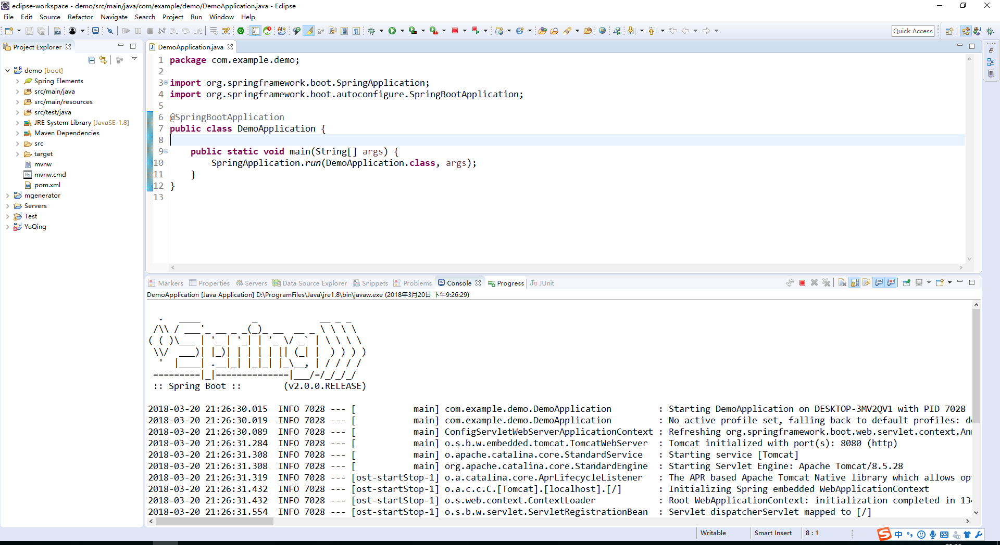 eclipse-workspace - demo/src/main/java/com/example/demo/DemoApplication.java - Eclipse
File Edit Source Refactor Navigate Search Project Run Window Help
Quick Access
Project Explorer
demo [boot]
Spring Elements
src/main/java
src/main/resources
src/test/java
JRE System Library [JavaSE-1.8]
Maven Dependencies
src
target
mvnw
mvnw.cmd
pom.xml
mgenerator
Servers
Test
YuQing
DemoApplication.java
1 package com.example.demo;
2
3 import org.springframework.boot.SpringApplication;
4 import org.springframework.boot.autoconfigure.SpringBootApplication;
5
6 @SpringBootApplication
7 public class DemoApplication {
8
9     public static void main(String[] args) {
10         SpringApplication.run(DemoApplication.class, args);
11     }
12 }
13
Markers Properties Servers Data Source Explorer Snippets Problems Console Progress JUnit
DemoApplication [Java Application] D:\ProgramFiles\Java\jre1.8\bin\javaw.exe (2018年3月20日 下午9:26:29)
  .   ____          _            __ _ _
 /\\ / ___'_ __ _ _(_)_ __  __ _ \ \ \ \
( ( )\___ | '_ | '_| | '_ \/ _` | \ \ \ \
 \\/  ___)| |_)| | | | | || (_| |  ) ) ) )
  '  |____| .__|_| |_|_| |_\__, | / / / /
 =========|_|==============|___/=/_/_/_/
 :: Spring Boot ::        (v2.0.0.RELEASE)
2018-03-20 21:26:30.015  INFO 7028 --- [           main] com.example.demo.DemoApplication         : Starting DemoApplication on DESKTOP-3MV2QV1 with PID 7028
2018-03-20 21:26:30.019  INFO 7028 --- [           main] com.example.demo.DemoApplication         : No active profile set, falling back to default profiles:
2018-03-20 21:26:30.089  INFO 7028 --- [           main] ConfigServletWebServerApplicationContext : Refreshing org.springframework.boot.web.servlet.context.Ann
2018-03-20 21:26:31.284  INFO 7028 --- [           main] o.s.b.w.embedded.tomcat.TomcatWebServer  : Tomcat initialized with port(s): 8080 (http)
2018-03-20 21:26:31.308  INFO 7028 --- [           main] o.apache.catalina.core.StandardService   : Starting service [Tomcat]
2018-03-20 21:26:31.308  INFO 7028 --- [           main] org.apache.catalina.core.StandardEngine  : Starting Servlet Engine: Apache Tomcat/8.5.28
2018-03-20 21:26:31.319  INFO 7028 --- [ost-startStop-1] o.a.catalina.core.AprLifecycleListener   : The APR based Apache Tomcat Native library which allows
2018-03-20 21:26:31.432  INFO 7028 --- [ost-startStop-1] o.a.c.c.C.[Tomcat].[localhost].[/]       : Initializing Spring embedded WebApplicationContext
2018-03-20 21:26:31.432  INFO 7028 --- [ost-startStop-1] o.s.web.context.ContextLoader            : Root WebApplicationContext: initialization completed in
2018-03-20 21:26:31.554  INFO 7028 --- [ost-startStop-1] o.s.b.w.servlet.ServletRegistrationBean  : Servlet dispatcherServlet mapped to [/]
Writable Smart Insert 8 : 1
中